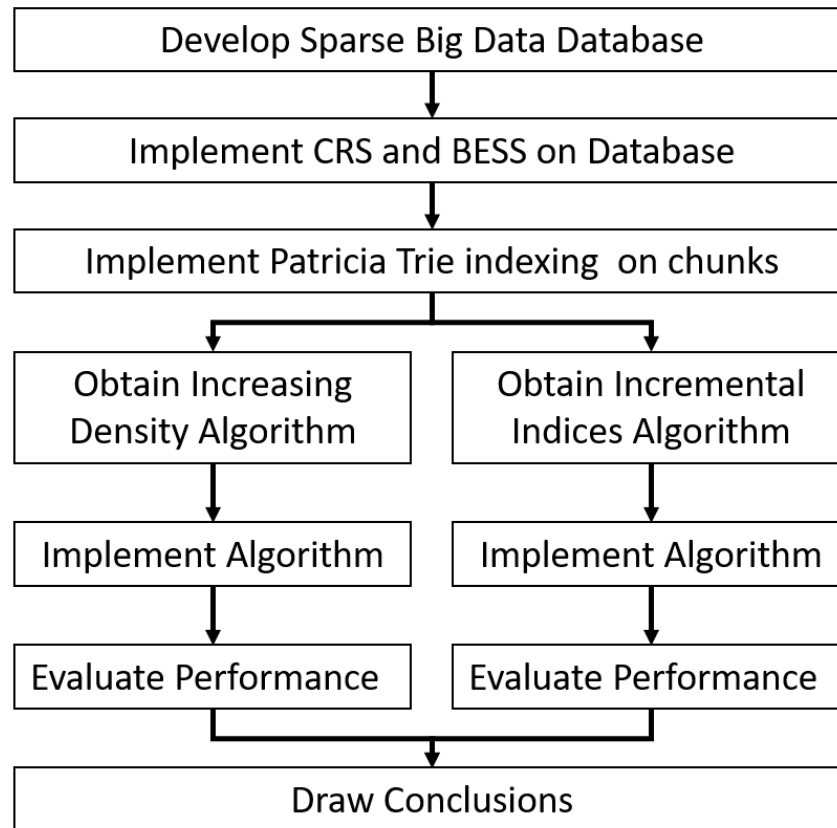 Develop Sparse Big Data Database
Implement CRS and BESS on Database
Implement Patricia Trie indexing on chunks
Obtain Increasing
Density Algorithm
Obtain Incremental
Indices Algorithm
Implement Algorithm
Implement Algorithm
Evaluate Performance
Evaluate Performance
Draw Conclusions